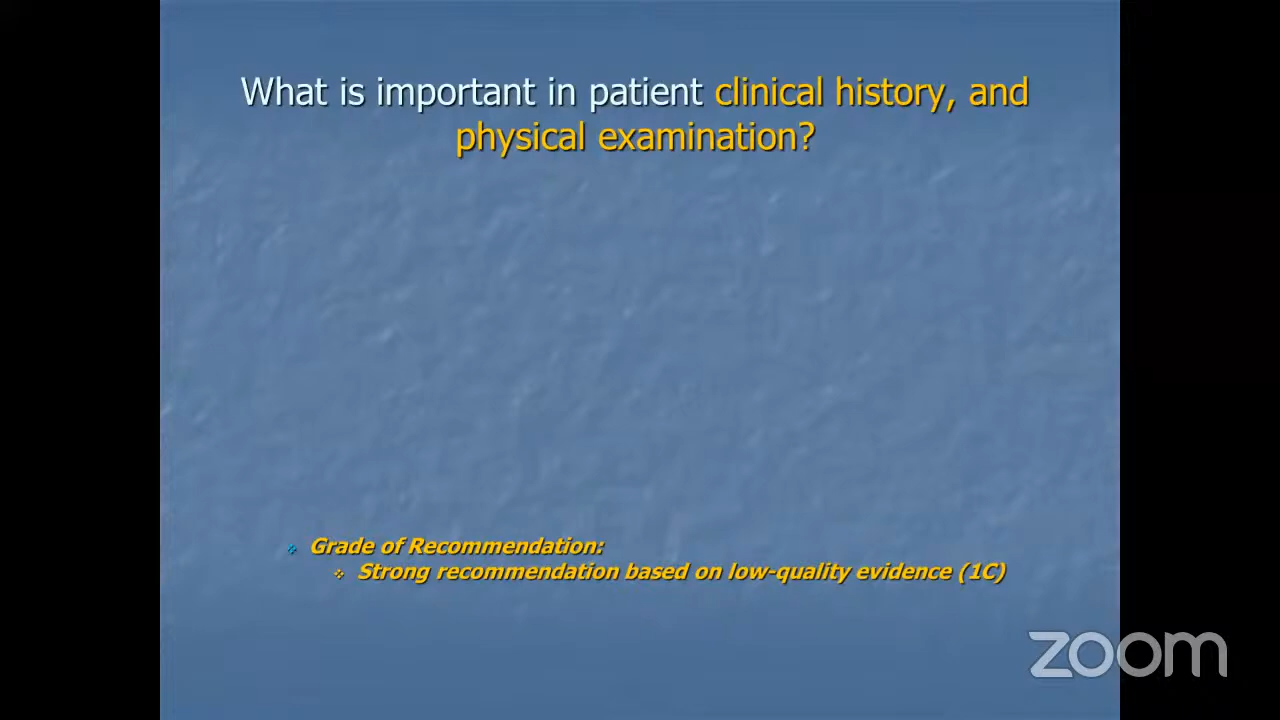 What is important in patient clinical history, and
physical examination?
Grade of Recommendation:
Strong recommendation based on low-quality evidence (1C)
zoom